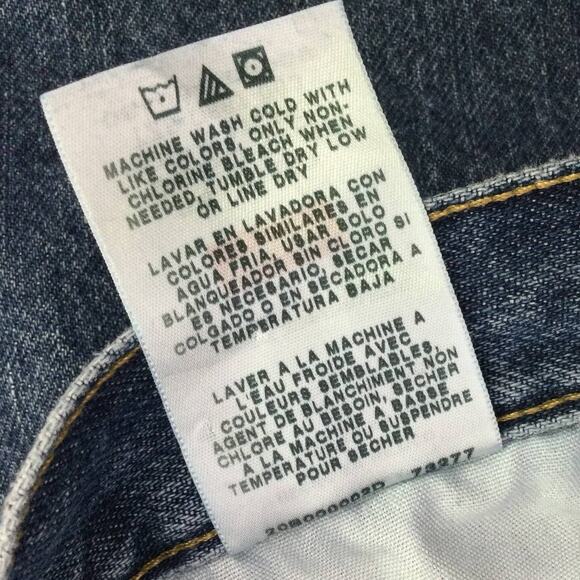 MACHINE WASH COLD WITH
LIKE COLORS, ONLY NON-
CHLORINE BLEACH WHEN
NEEDED, TUMBLE DRY LOW
OR LINE DRY
LAVAR EN LAVADORA CON
COLORES SIMILARES EN
AGUA FRIA, USAR SOLO
BLANQUEADOR SIN CLORO SI
ES NECESARIO, SECAR
COLGADO O EN SECADORA A
TEMPERATURA BAJA
LAVER A LA MACHINE A
L'EAU FROIDE AVEC
COULEURS SEMBLABLES,
AGENT DE BLANCHIMENT NON
CHLORE AU BESOIN, SECHER
A LA MACHINE A BASSE
TEMPERATURE OU SUSPENDRE
POUR SECHER
73277